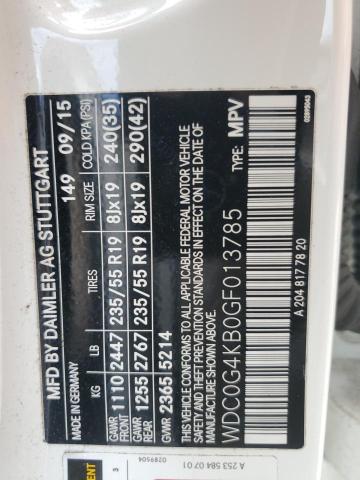 MFD BY DAIMLER AG STUTTGART
MADE IN GERMANY 149 09/15
KG LB TIRES RIM SIZE COLD KPA (PSI)
GAWR FRONT 1110 2447 235/55 R19 8Jx19 240(35)
GAWR REAR 1255 2767 235/55 R19 8Jx19 290(42)
GVWR 2365 5214
THIS VEHICLE CONFORMS TO ALL APPLICABLE FEDERAL MOTOR VEHICLE
SAFETY, BUMPER, AND THEFT PREVENTION STANDARDS IN EFFECT ON THE DATE OF
MANUFACTURE SHOWN ABOVE.
WDC0G4KB0GF013785 TYPE: MPV
A 204 817 78 20
02895043
A 253 584 07 01
0289504
3